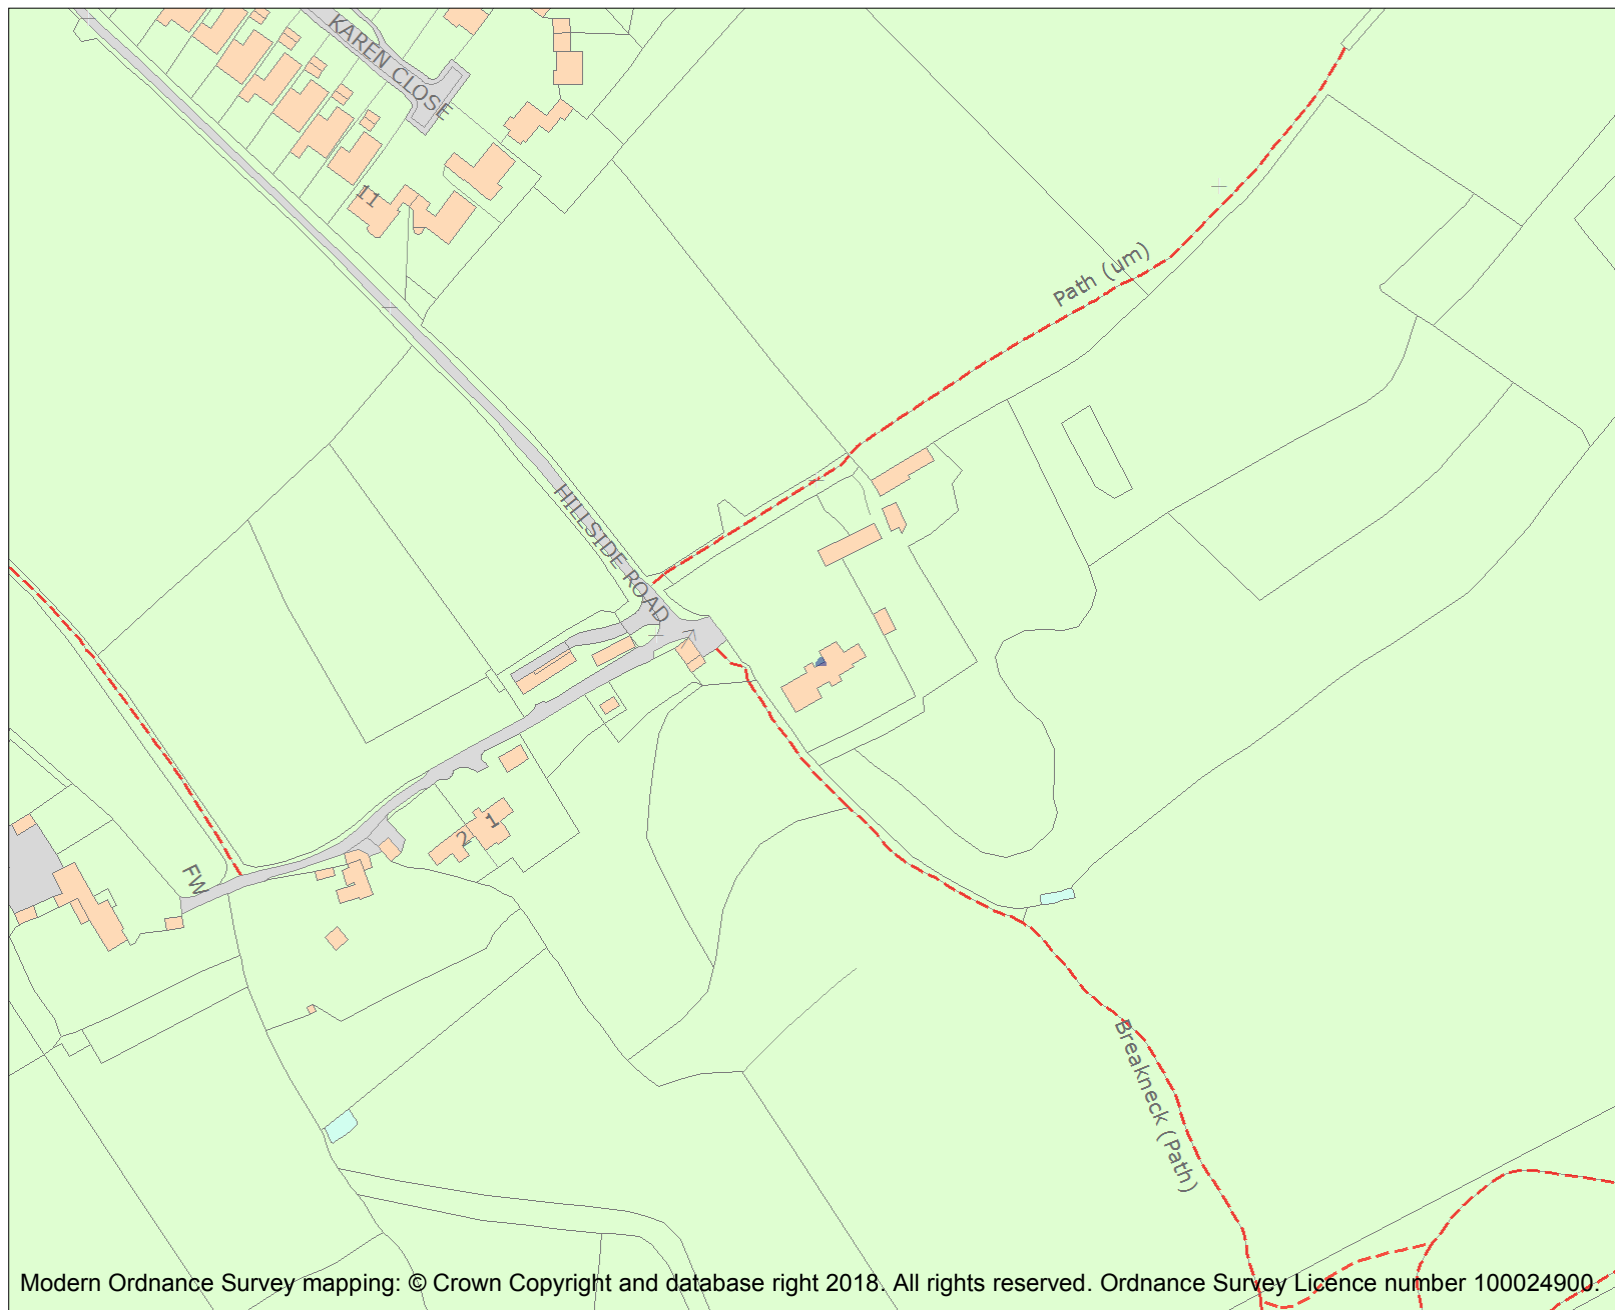 KAREN CLOSE
11
Path (um)
HILLSIDE ROAD
1
2
FW
Breakneck (Path)
Modern Ordnance Survey mapping: © Crown Copyright and database right 2018. All rights reserved. Ordnance Survey Licence number 100024900.